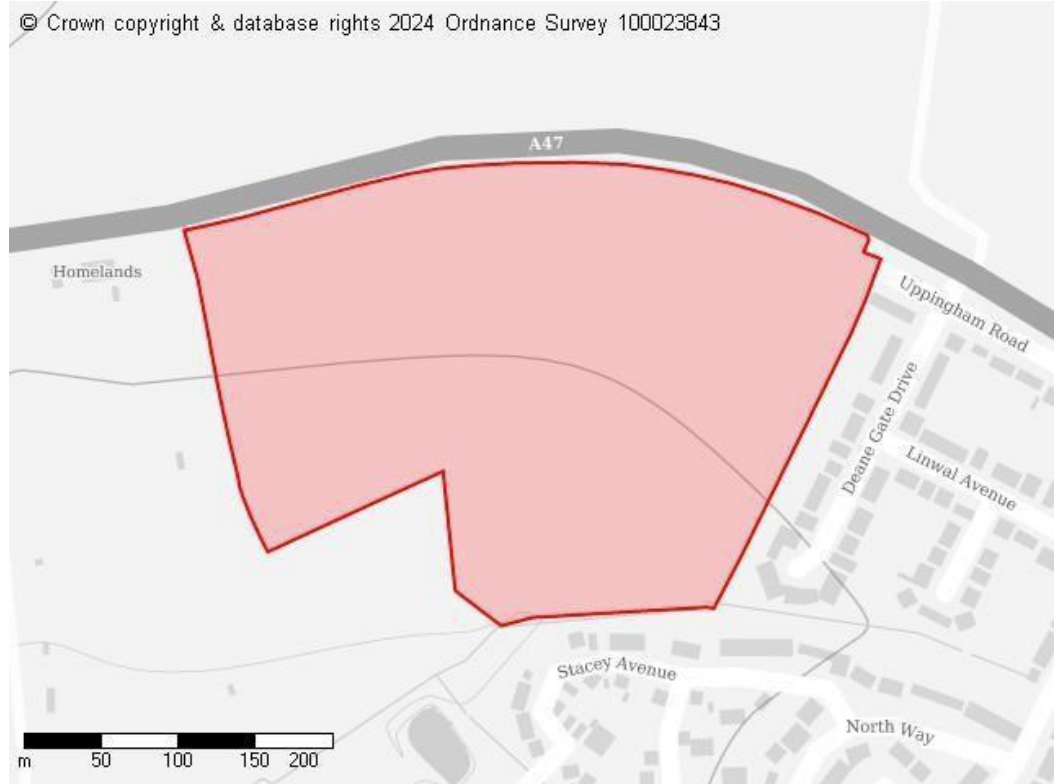 © Crown copyright & database rights 2024 Ordnance Survey 100023843
A47
Homelands
Uppingham Road
Deane Gate Drive
Linwal Avenue
Stacey Avenue
North Way
m 50 100 150 200